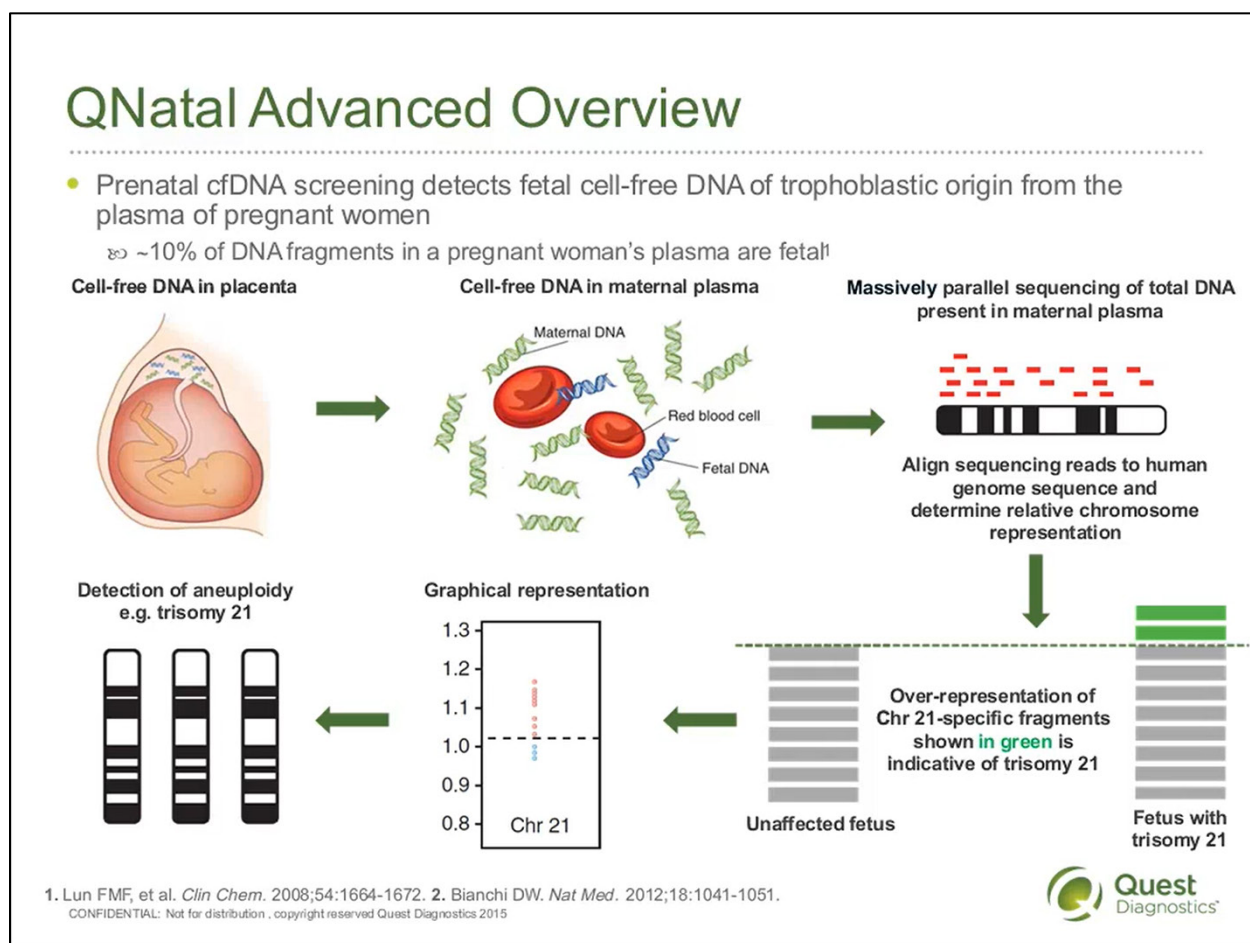 QNatal Advanced Overview
Prenatal cfDNA screening detects fetal cell-free DNA of trophoblastic origin from the
plasma of pregnant women
~10% of DNA fragments in a pregnant woman's plasma are fetal¹
Cell-free DNA in placenta
Cell-free DNA in maternal plasma
Maternal DNA
Red blood cell
Fetal DNA
Massively parallel sequencing of total DNA
present in maternal plasma
Align sequencing reads to human
genome sequence and
determine relative chromosome
representation
Detection of aneuploidy
e.g. trisomy 21
Graphical representation
1.3
1.2
1.1
1.0
0.9
0.8
Chr 21
Over-representation of
Chr 21-specific fragments
shown in green is
indicative of trisomy 21
Unaffected fetus
Fetus with
trisomy 21
1. Lun FMF, et al. Clin Chem. 2008;54:1664-1672. 2. Bianchi DW. Nat Med. 2012;18:1041-1051.
CONFIDENTIAL: Not for distribution , copyright reserved Quest Diagnostics 2015
Quest
Diagnostics